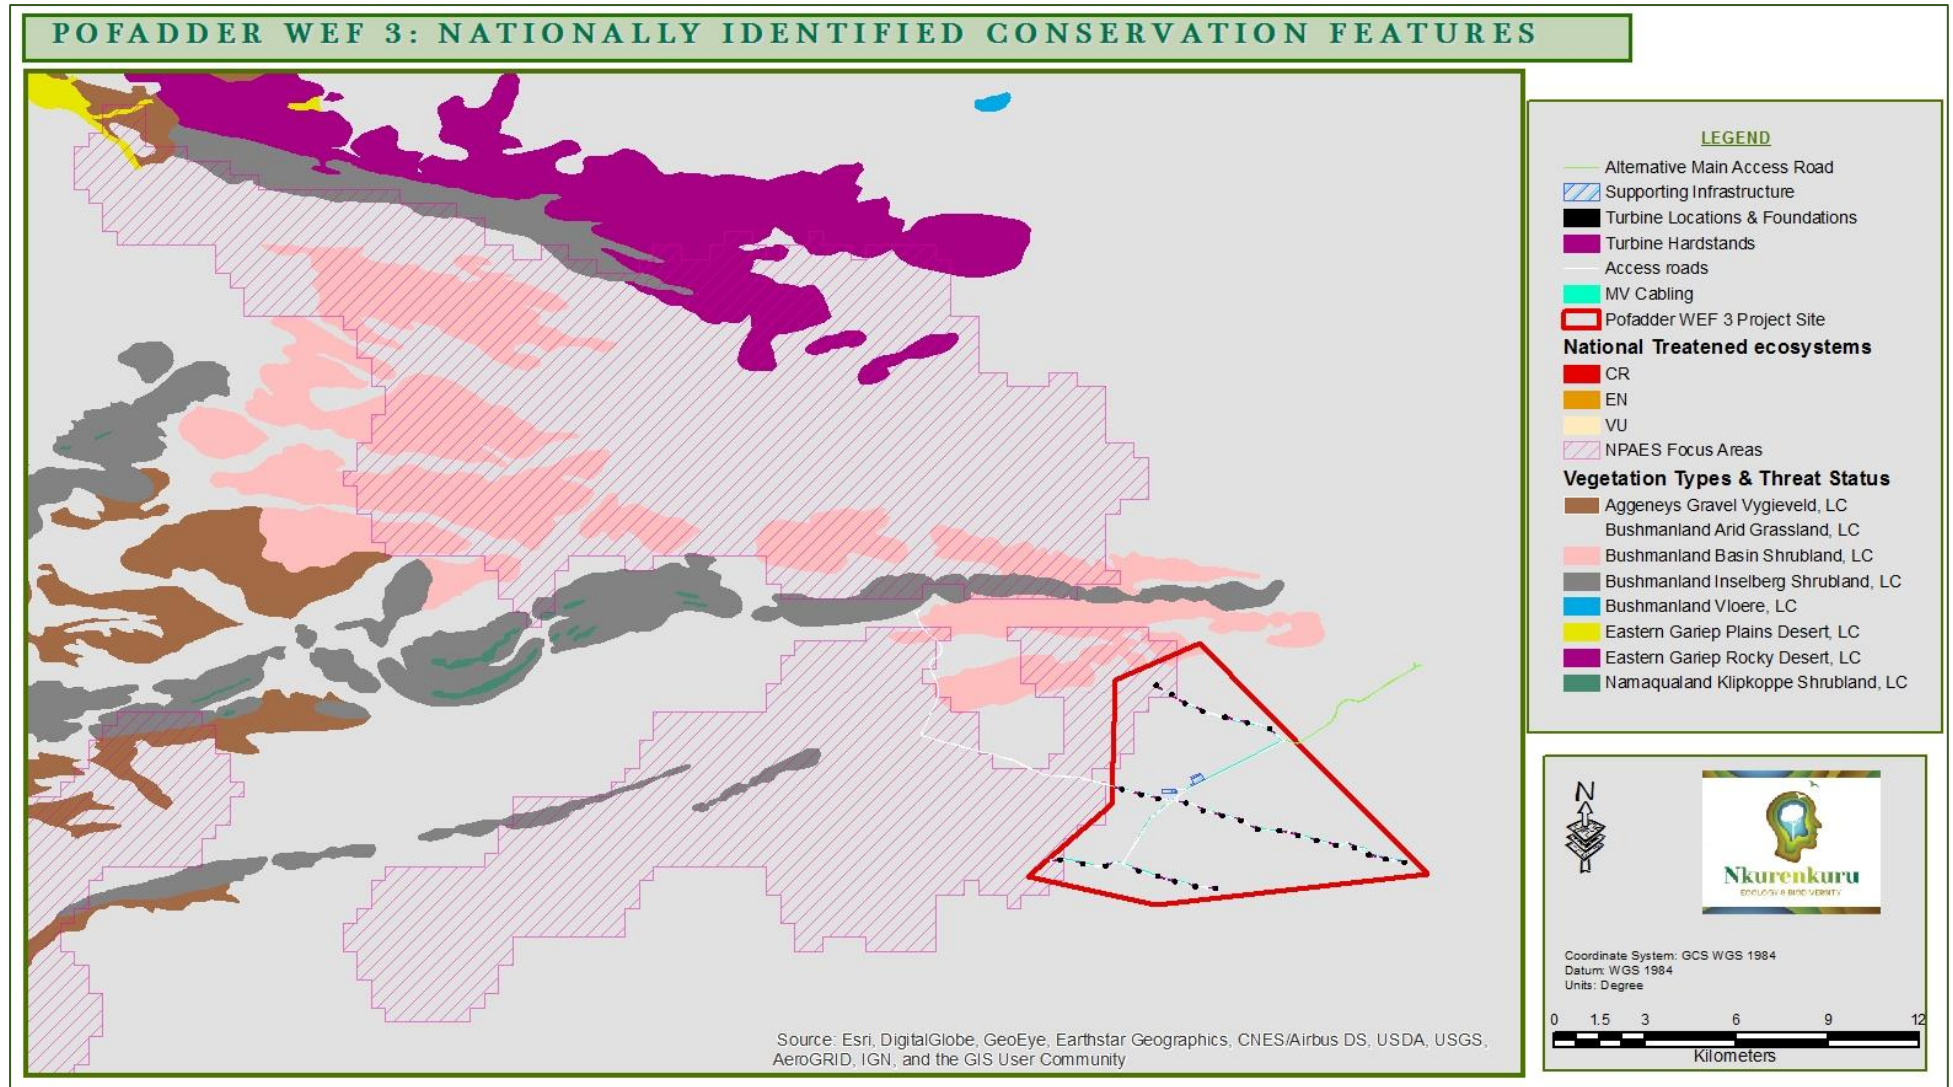 POFADDER WEF 3: NATIONALLY IDENTIFIED CONSERVATION FEATURES
LEGEND
Alternative Main Access Road
Supporting Infrastructure
Turbine Locations & Foundations
Turbine Hardstands
Access roads
MV Cabling
Pofadder WEF 3 Project Site
National Treatened ecosystems
CR
EN
VU
NPAES Focus Areas
Vegetation Types & Threat Status
Aggeneys Gravel Vygieveld, LC
Bushmanland Arid Grassland, LC
Bushmanland Basin Shrubland, LC
Bushmanland Inselberg Shrubland, LC
Bushmanland Vloere, LC
Eastern Gariep Plains Desert, LC
Eastern Gariep Rocky Desert, LC
Namaqualand Klipkoppe Shrubland, LC
N
Nkurenkuru
ECOLOGY & BIODIVERSITY
Coordinate System: GCS WGS 1984
Datum: WGS 1984
Units: Degree
0 1.5 3 6 9 12
Kilometers
Source: Esri, DigitalGlobe, GeoEye, Earthstar Geographics, CNES/Airbus DS, USDA, USGS,
AeroGRID, IGN, and the GIS User Community